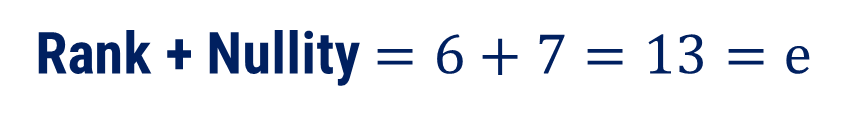 Rank + Nullity = 6 + 7 = 13 = e